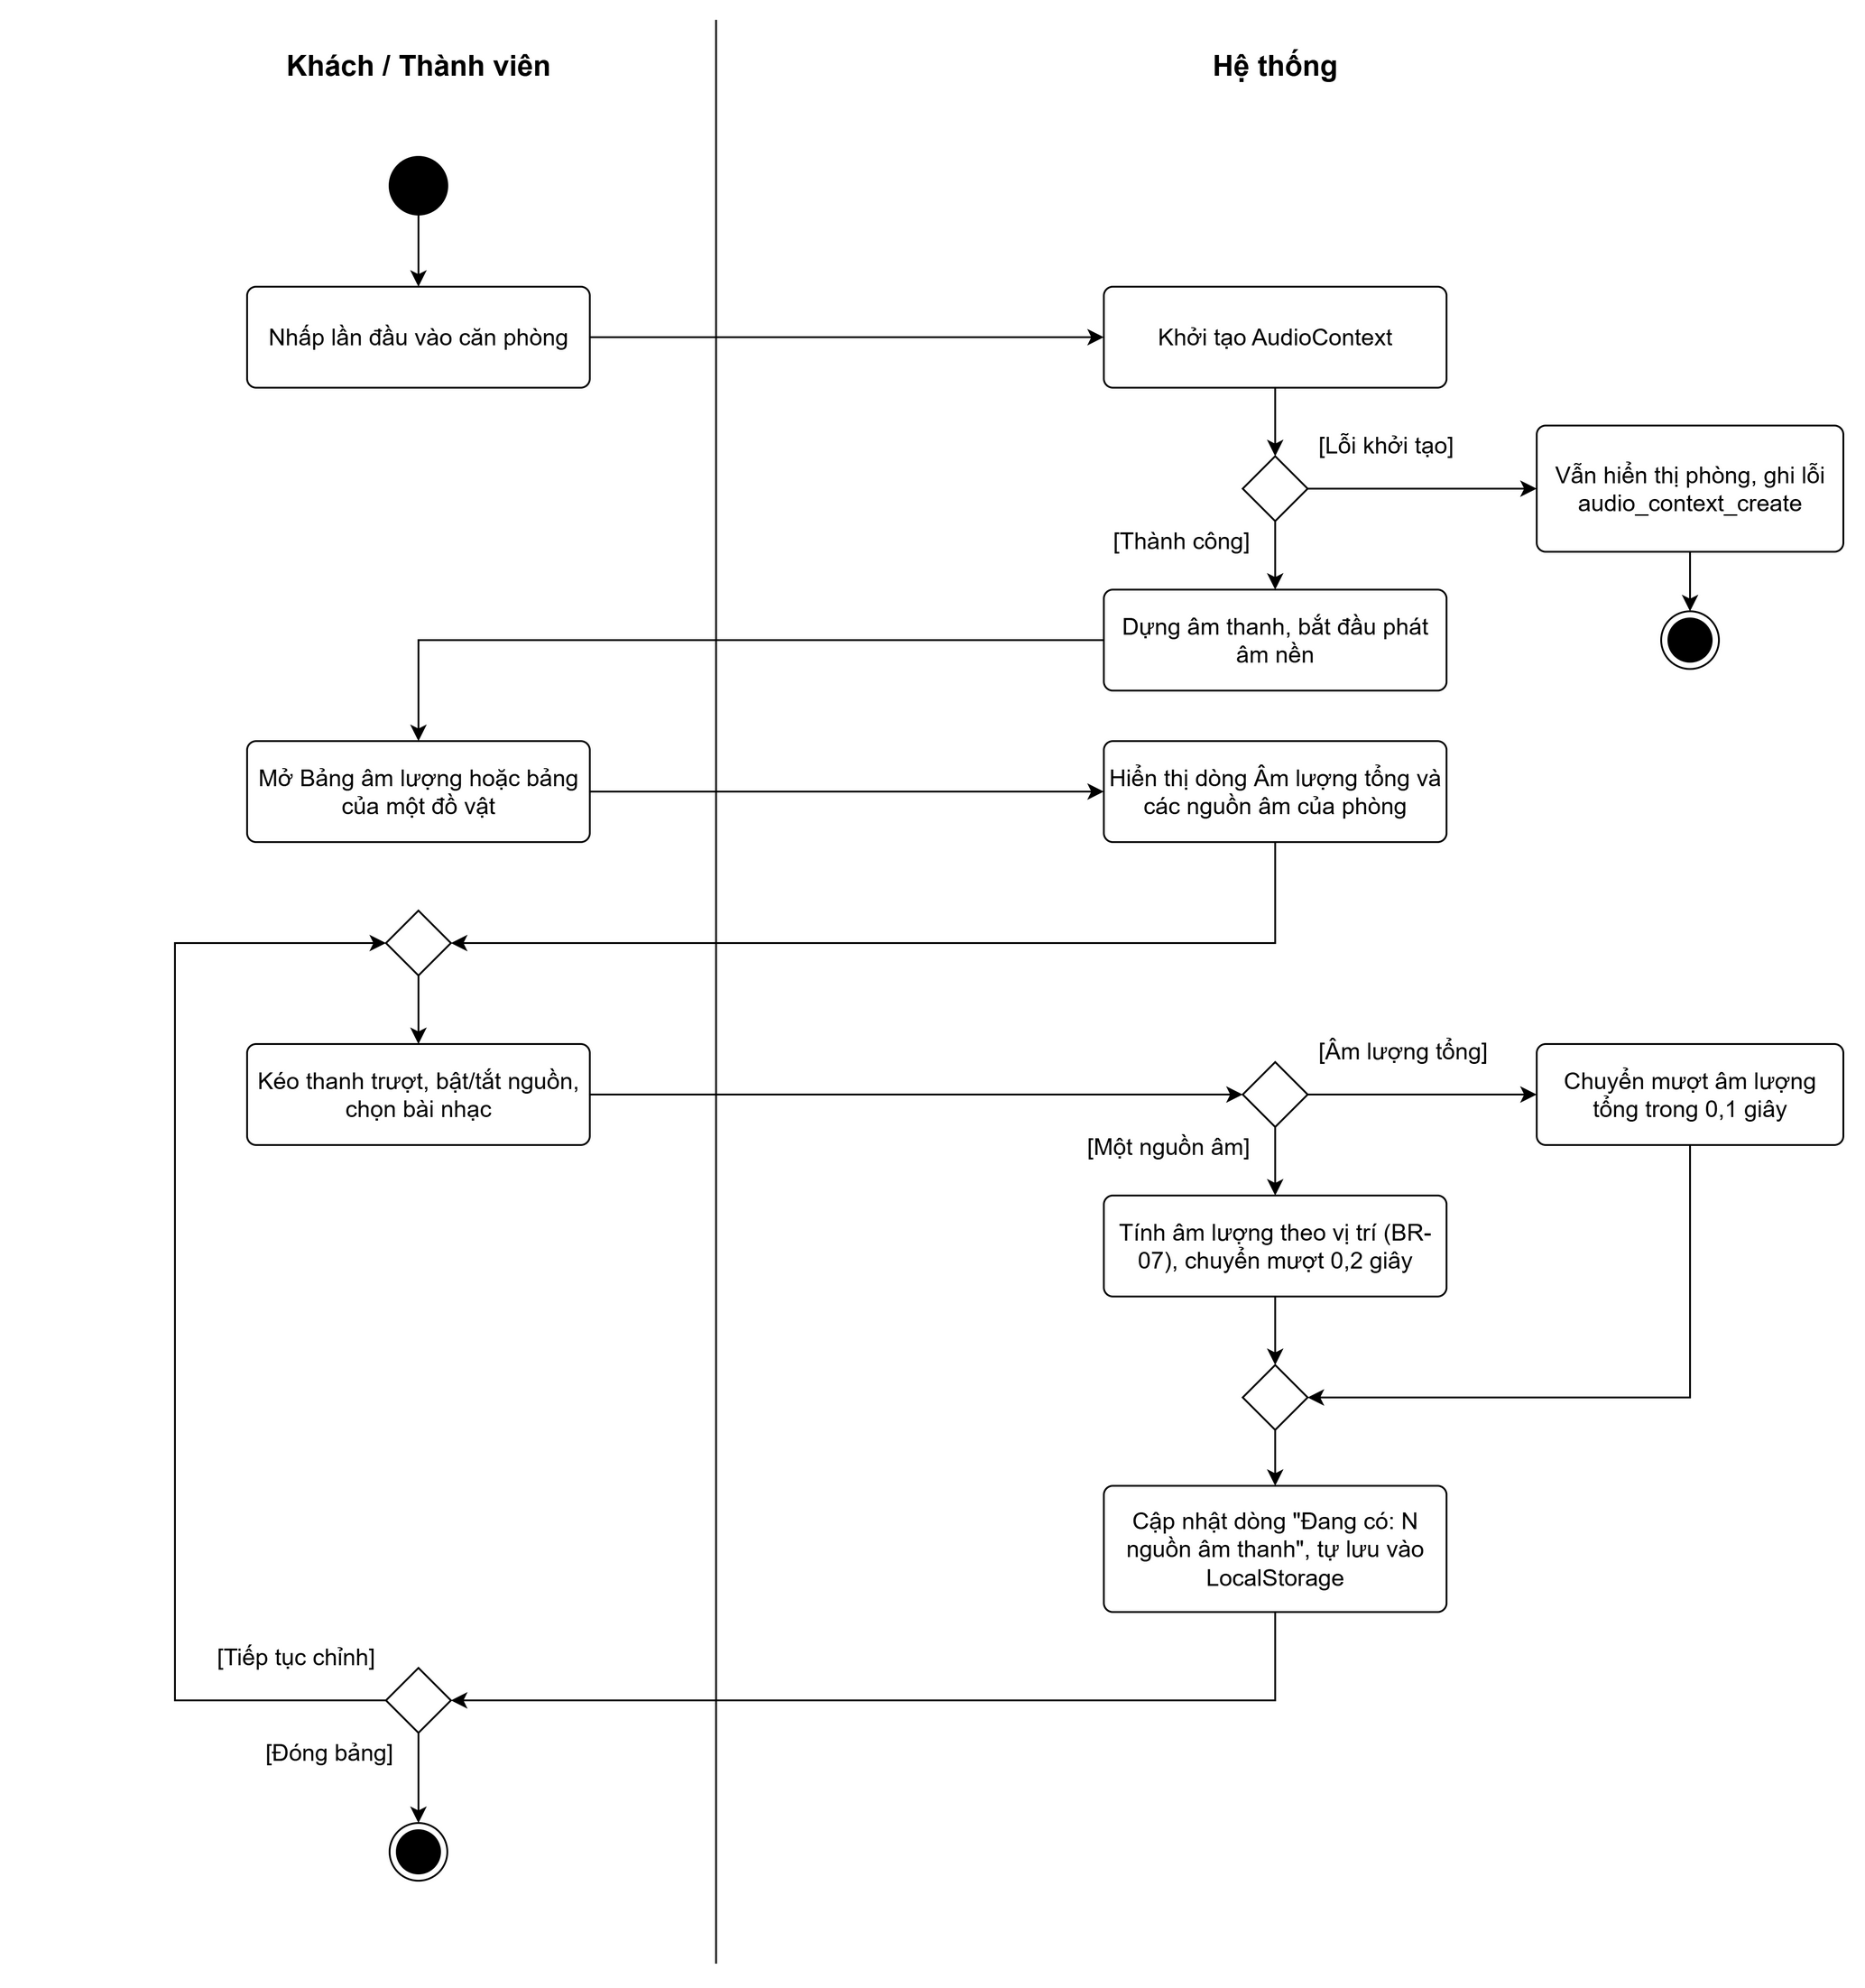 Khách / Thành viên
Hệ thống
Nhấp lần đầu vào căn phòng
Khởi tạo AudioContext
[Lỗi khởi tạo]
Vẫn hiển thị phòng, ghi lỗi
audio_context_create
[Thành công]
Dựng âm thanh, bắt đầu phát
âm nền
Mở Bảng âm lượng hoặc bảng
của một đồ vật
Hiển thị dòng Âm lượng tổng và
các nguồn âm của phòng
Kéo thanh trượt, bật/tắt nguồn,
chọn bài nhạc
[Âm lượng tổng]
Chuyển mượt âm lượng
tổng trong 0,1 giây
[Một nguồn âm]
Tính âm lượng theo vị trí (BR-
07), chuyển mượt 0,2 giây
Cập nhật dòng "Đang có: N
nguồn âm thanh", tự lưu vào
LocalStorage
[Tiếp tục chỉnh]
[Đóng bảng]